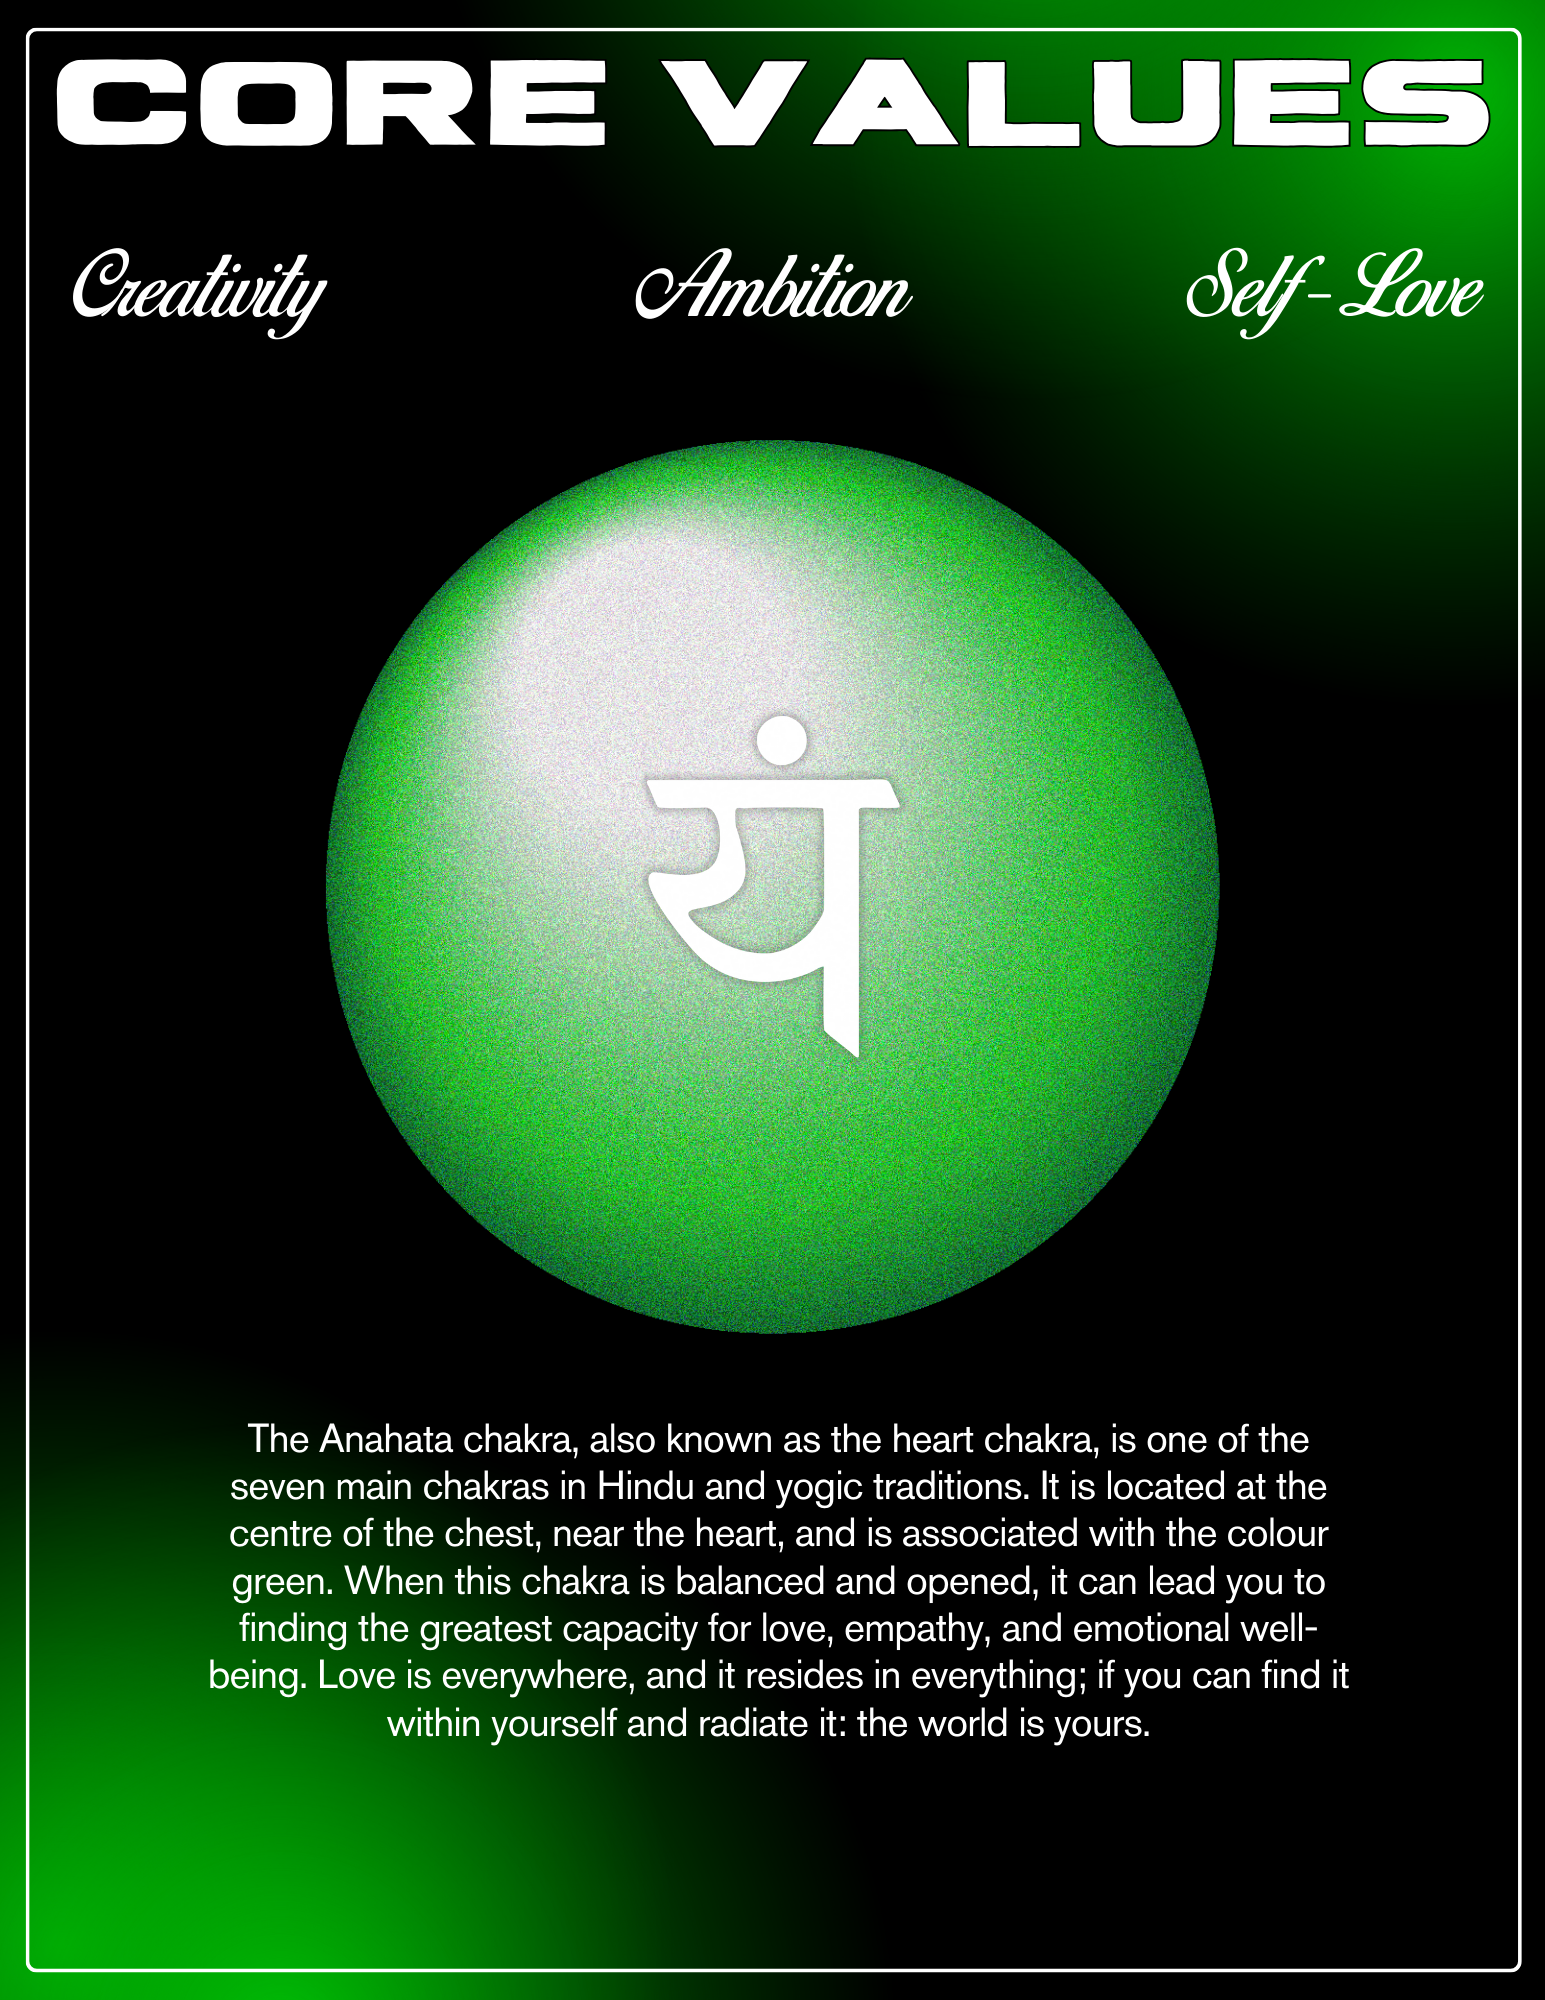 CORE VALUES
Creativity Ambition Self-Love
यं
The Anahata chakra, also known as the heart chakra, is one of the
seven main chakras in Hindu and yogic traditions. It is located at the
centre of the chest, near the heart, and is associated with the colour
green. When this chakra is balanced and opened, it can lead you to
finding the greatest capacity for love, empathy, and emotional well-
being. Love is everywhere, and it resides in everything; if you can find it
within yourself and radiate it: the world is yours.